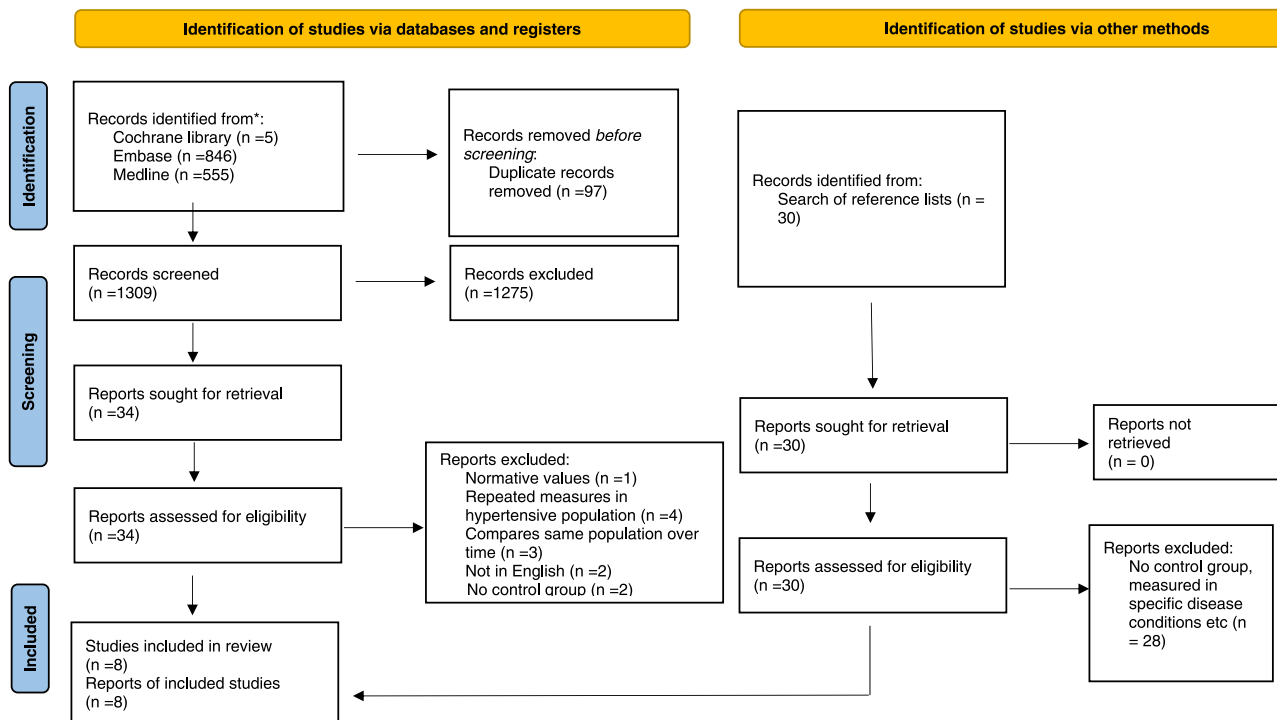 Identification of studies via databases and registers
Identification of studies via other methods
Identification
Records identified from*:
Cochrane library (n =5)
Embase (n =846)
Medline (n =555)
Records removed before
screening:
Duplicate records
removed (n =97)
Records identified from:
Search of reference lists (n =
30)
Screening
Records screened
(n =1309)
Records excluded
(n =1275)
Reports sought for retrieval
(n =34)
Reports sought for retrieval
(n =30)
Reports not
retrieved
(n = 0)
Reports assessed for eligibility
(n =34)
Reports excluded:
Normative values (n =1)
Repeated measures in
hypertensive population (n =4)
Compares same population over
time (n =3)
Not in English (n =2)
No control group (n =2)
Reports assessed for eligibility
(n =30)
Reports excluded:
No control group,
measured in
specific disease
conditions etc (n
= 28)
Included
Studies included in review
(n =8)
Reports of included studies
(n =8)